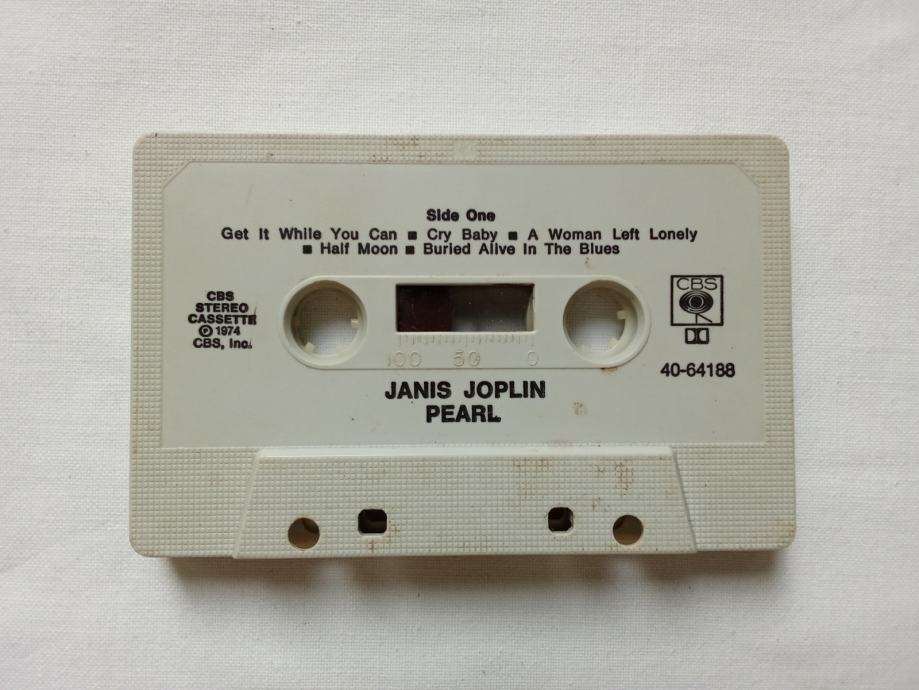 Side One
Get It While You Can ■ Cry Baby ■ A Woman Left Lonely
■ Half Moon ■ Buried Alive In The Blues
CBS
STEREO
CASSETTE
Ⓟ 1974
CBS, Inc.
CBS
100 50 0
40-64188
JANIS JOPLIN
PEARL